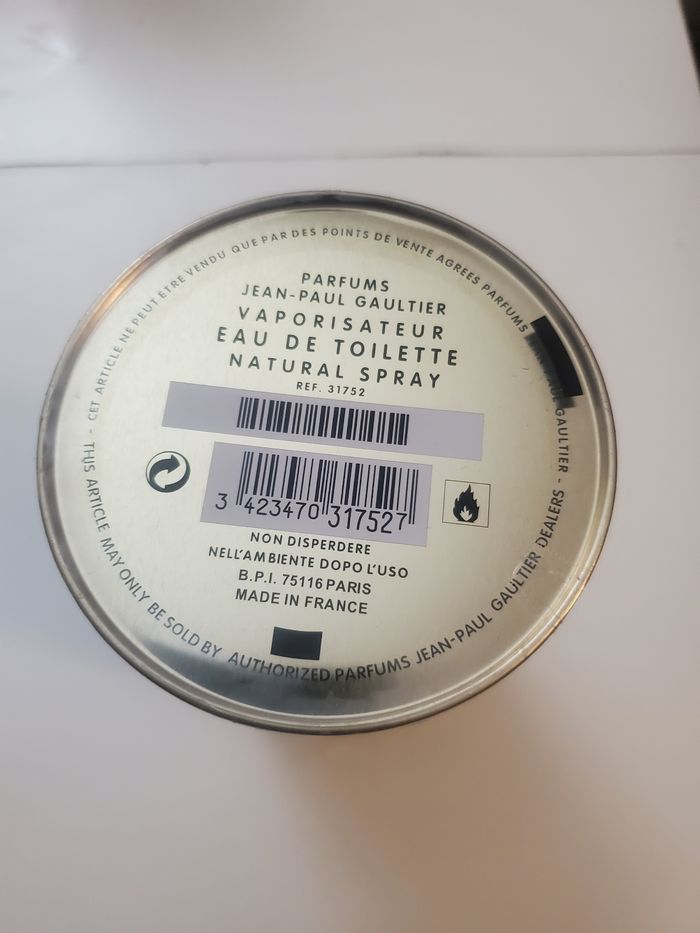 CET ARTICLE NE PEUT ETRE VENDU QUE PAR DES POINTS DE VENTE AGREES PARFUMS GAULTIER -
PARFUMS
JEAN-PAUL GAULTIER
VAPORISATEUR
EAU DE TOILETTE
NATURAL SPRAY
REF. 31752
3 423470 317527
NON DISPERDERE
NELL'AMBIENTE DOPO L'USO
B.P.I. 75116 PARIS
MADE IN FRANCE
THIS ARTICLE MAY ONLY BE SOLD BY AUTHORIZED PARFUMS JEAN-PAUL GAULTIER DEALERS -